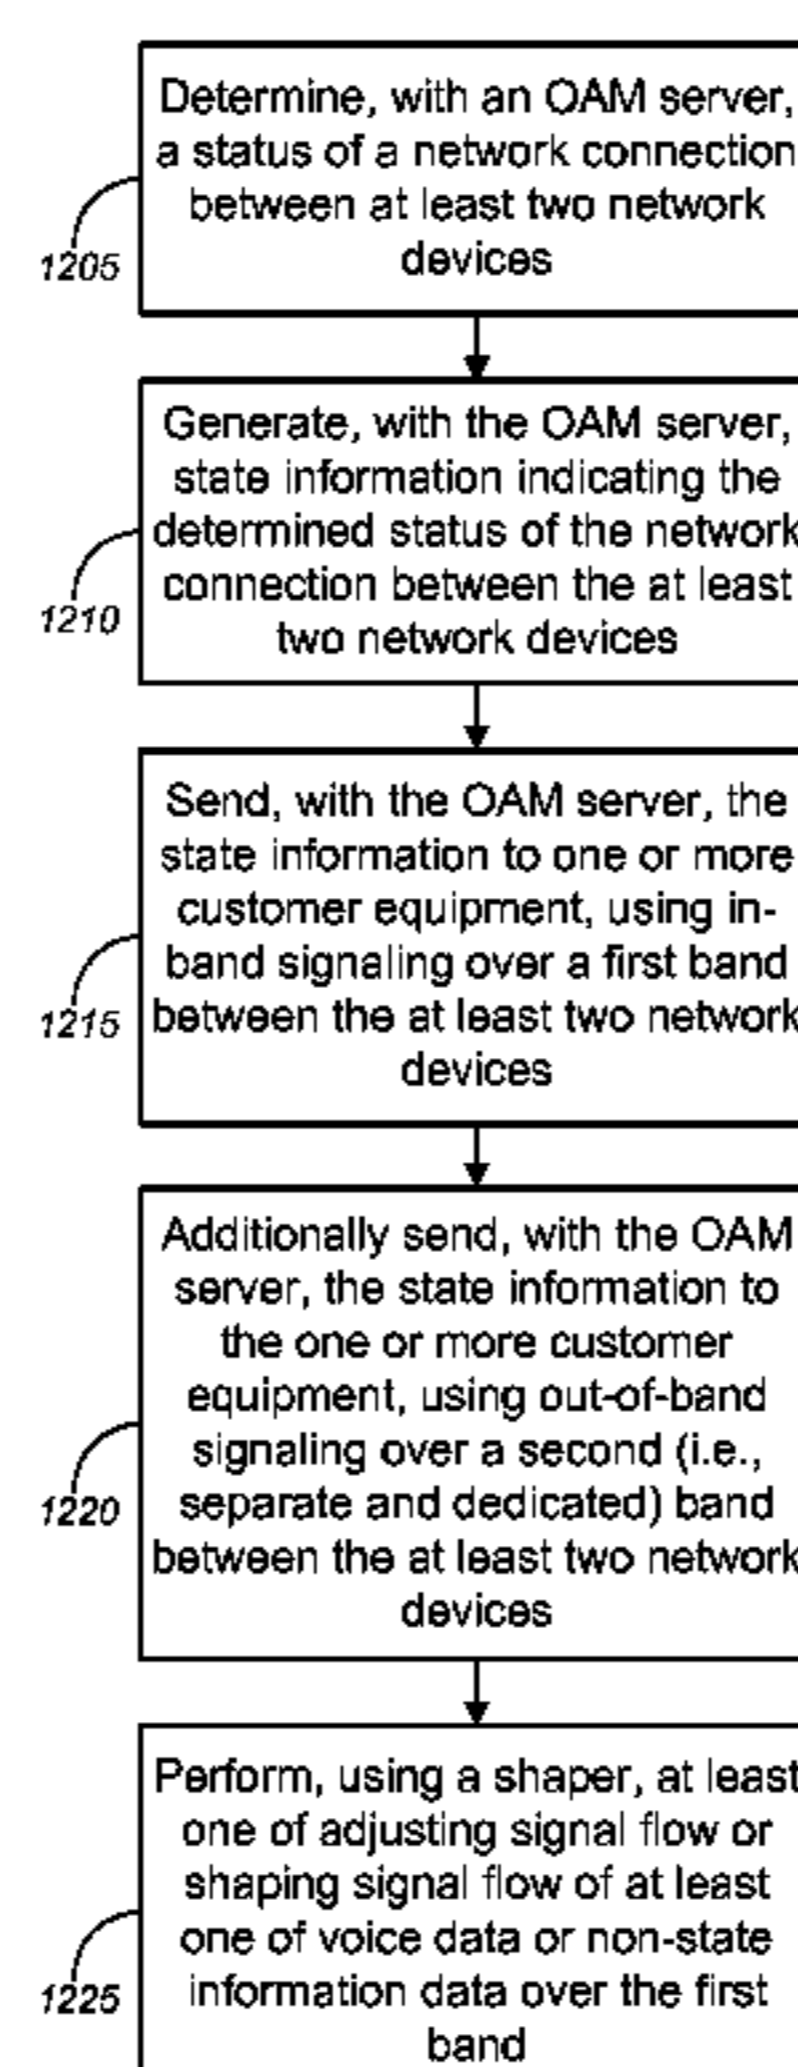 Determine, with an OAM server,
a status of a network connection
between at least two network
devices
1205
Generate, with the OAM server,
state information indicating the
determined status of the network
connection between the at least
two network devices
1210
Send, with the OAM server, the
state information to one or more
customer equipment, using in-
band signaling over a first band
between the at least two network
devices
1215
Additionally send, with the OAM
server, the state information to
the one or more customer
equipment, using out-of-band
signaling over a second (i.e.,
separate and dedicated) band
between the at least two network
devices
1220
Perform, using a shaper, at least
one of adjusting signal flow or
shaping signal flow of at least
one of voice data or non-state
information data over the first
band
1225